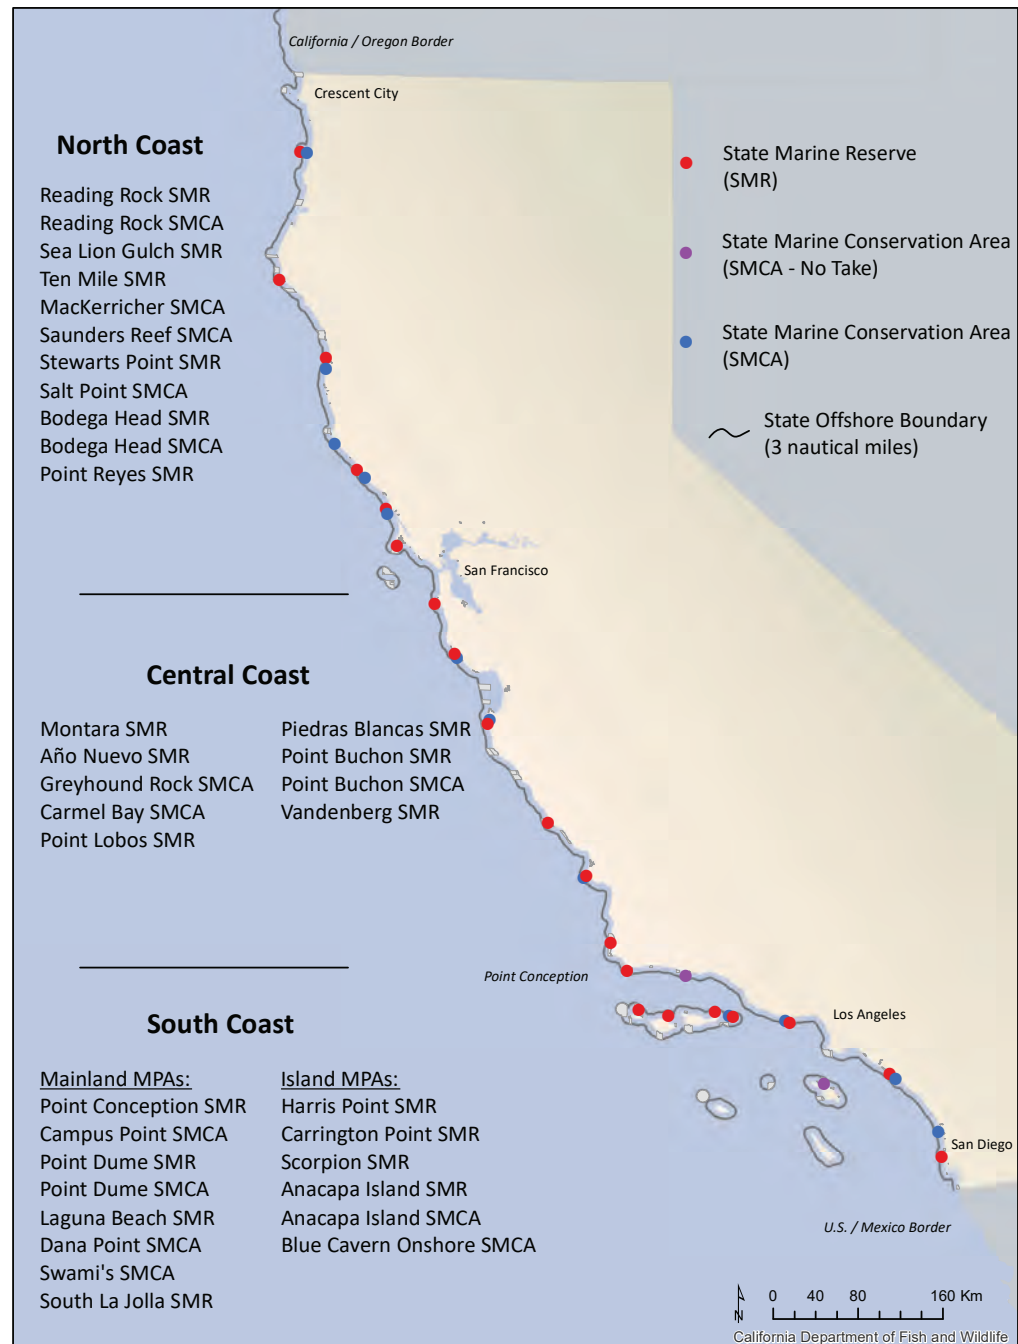 California / Oregon Border
Crescent City
North Coast
Reading Rock SMR
Reading Rock SMCA
Sea Lion Gulch SMR
Ten Mile SMR
MacKerricher SMCA
Saunders Reef SMCA
Stewarts Point SMR
Salt Point SMCA
Bodega Head SMR
Bodega Head SMCA
Point Reyes SMR
State Marine Reserve
(SMR)
State Marine Conservation Area
(SMCA - No Take)
State Marine Conservation Area
(SMCA)
State Offshore Boundary
(3 nautical miles)
San Francisco
Central Coast
Montara SMR
Año Nuevo SMR
Greyhound Rock SMCA
Carmel Bay SMCA
Point Lobos SMR
Piedras Blancas SMR
Point Buchon SMR
Point Buchon SMCA
Vandenberg SMR
Point Conception
Los Angeles
South Coast
Mainland MPAs:
Point Conception SMR
Campus Point SMCA
Point Dume SMR
Point Dume SMCA
Laguna Beach SMR
Dana Point SMCA
Swami's SMCA
South La Jolla SMR
Island MPAs:
Harris Point SMR
Carrington Point SMR
Scorpion SMR
Anacapa Island SMR
Anacapa Island SMCA
Blue Cavern Onshore SMCA
San Diego
U.S. / Mexico Border
N
0 40 80 160 Km
California Department of Fish and Wildlife